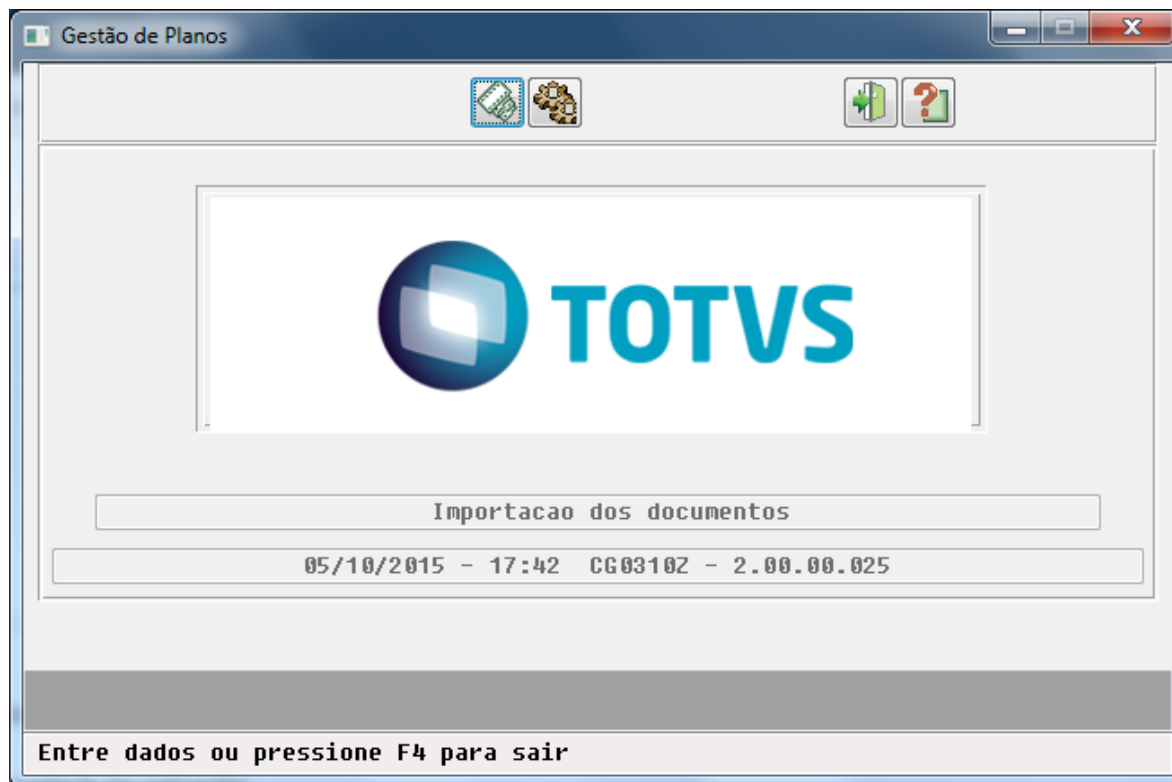 Gestão de Planos
TOTVS
Importacao dos documentos
05/10/2015 - 17:42 CG0310Z - 2.00.00.025
Entre dados ou pressione F4 para sair